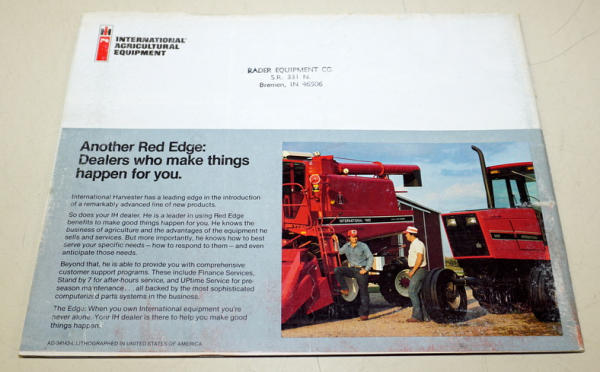 INTERNATIONAL
AGRICULTURAL
EQUIPMENT
RADER EQUIPMENT CO.
S.R. 331 N.
Bremen, IN 46506
Another Red Edge:
Dealers who make things
happen for you.
International Harvester has a leading edge in the introduction
of a remarkably advanced line of new products.
So does your IH dealer. He is a leader in using Red Edge
benefits to make good things happen for you. He knows the
business of agriculture and the advantages of the equipment he
sells and services. But more importantly, he knows how to best
serve your specific needs – how to respond to them – and even
anticipate those needs.
Beyond that, he is able to provide you with comprehensive
customer support programs. These include Finance Services,
Stand by 7 for after-hours service, and UPtime Service for pre-
season maintenance . . . all backed by the most sophisticated
computerized parts systems in the business.
The Edge: When you own International equipment you're
never alone. Your IH dealer is there to help you make good
things happen.
INTERNATIONAL
AD-34143-L LITHOGRAPHED IN UNITED STATES OF AMERICA